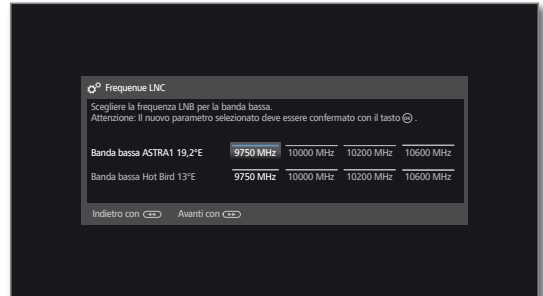 Frequenue LNC
Scegliere la frequenza LNB per la banda bassa.
Attenzione: Il nuovo parametro selezionato deve essere confermato con il tasto OK .
Banda bassa ASTRA1 19,2°E 9750 MHz 10000 MHz 10200 MHz 10600 MHz
Banda bassa Hot Bird 13°E 9750 MHz 10000 MHz 10200 MHz 10600 MHz
Indietro con Avanti con